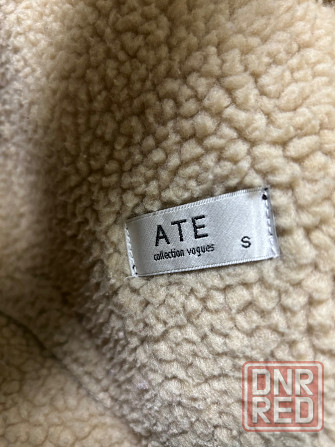 ATE
collection vogues
S
DNR
RED